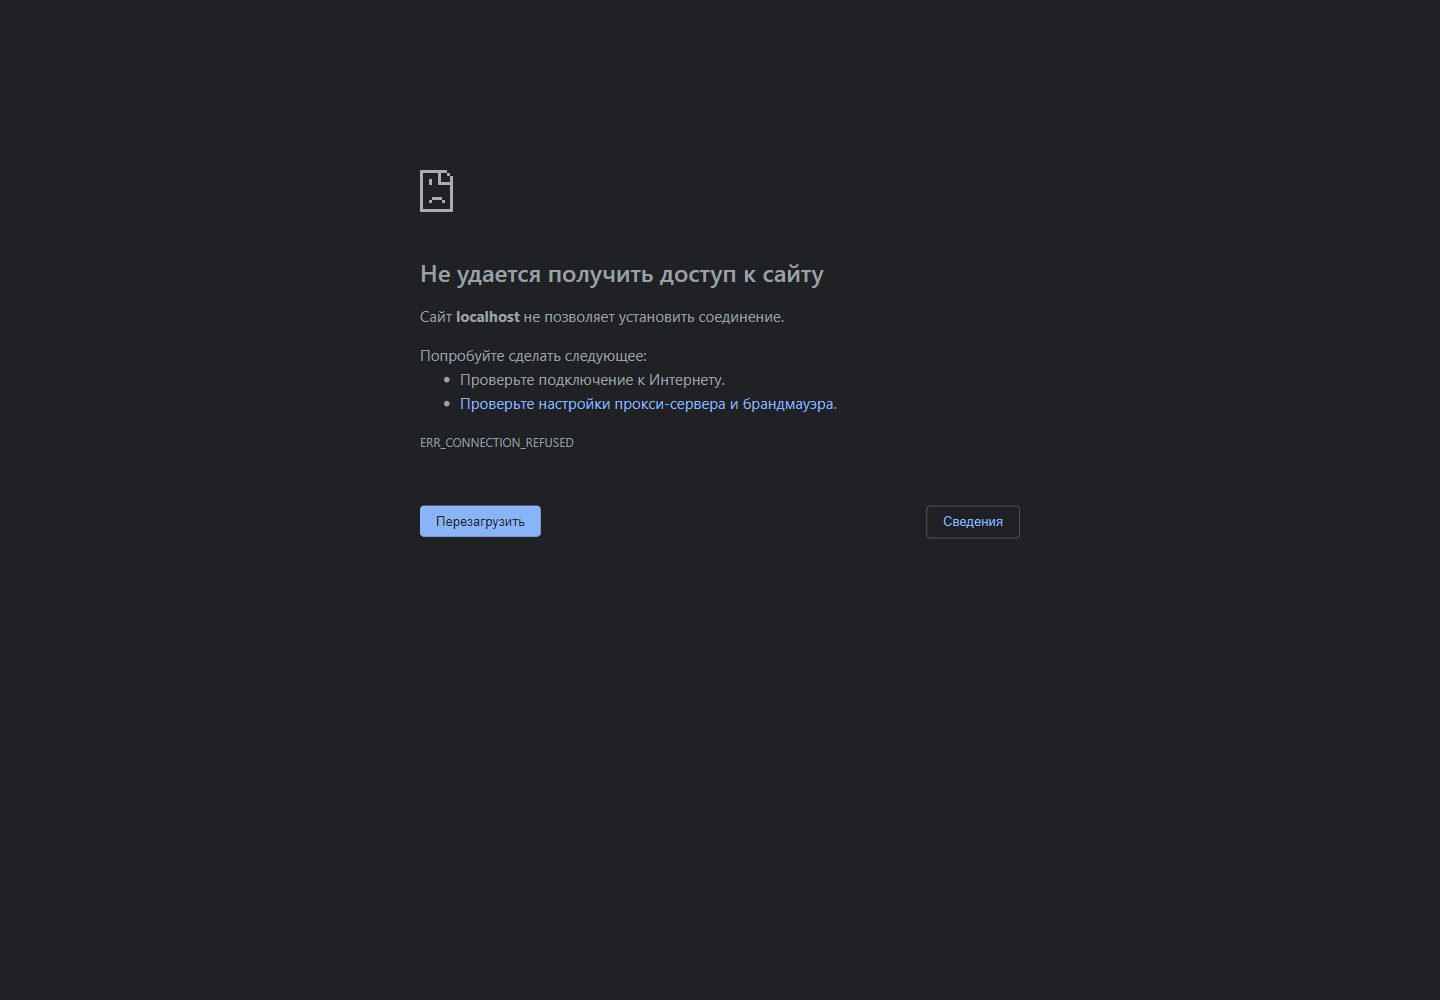 Не удается получить доступ к сайту
Сайт localhost не позволяет установить соединение.
Попробуйте сделать следующее:
Проверьте подключение к Интернету.
Проверьте настройки прокси-сервера и брандмауэра.
ERR_CONNECTION_REFUSED
Перезагрузить
Сведения